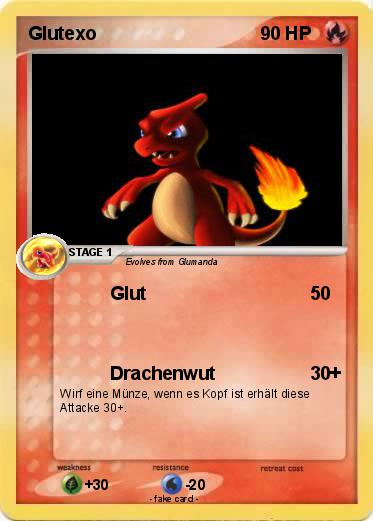 Glutexo 90 HP
STAGE 1
Evolves from Glumanda
Glut 50
Drachenwut 30+
Wirf eine Münze, wenn es Kopf ist erhält diese
Attacke 30+.
weakness resistance retreat cost
+30 -20
- fake card -